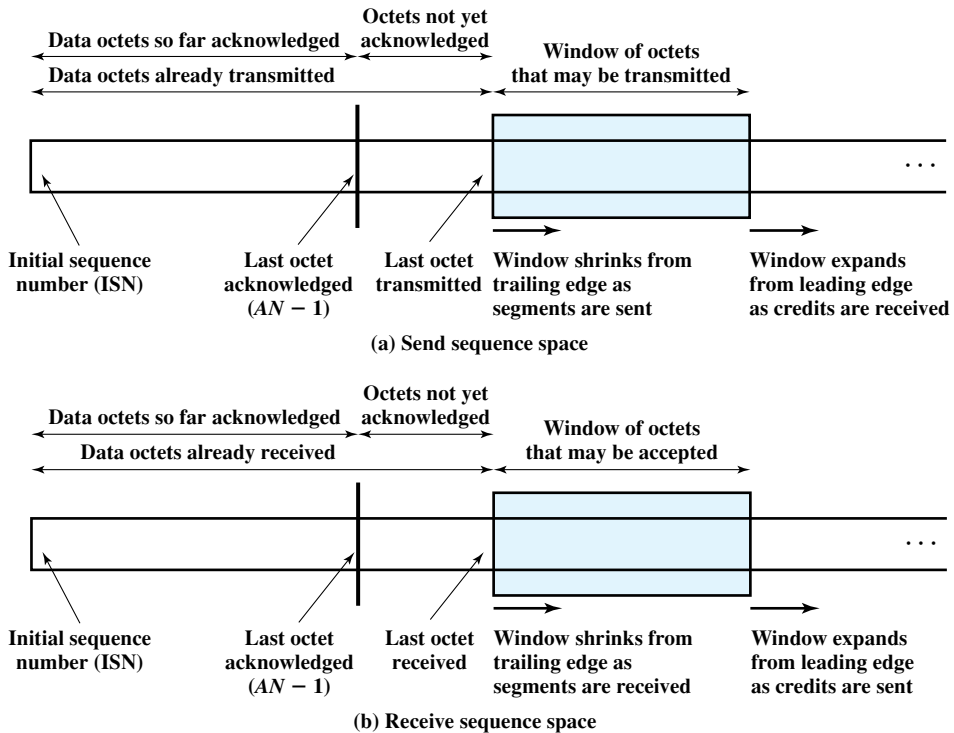 Octets not yet
acknowledged
Data octets so far acknowledged
Window of octets
that may be transmitted
Data octets already transmitted
. . .
Initial sequence
number (ISN)
Last octet
acknowledged
(AN − 1)
Last octet
transmitted
Window shrinks from
trailing edge as
segments are sent
Window expands
from leading edge
as credits are received
(a) Send sequence space
Octets not yet
acknowledged
Data octets so far acknowledged
Window of octets
that may be accepted
Data octets already received
. . .
Initial sequence
number (ISN)
Last octet
acknowledged
(AN − 1)
Last octet
received
Window shrinks from
trailing edge as
segments are received
Window expands
from leading edge
as credits are sent
(b) Receive sequence space